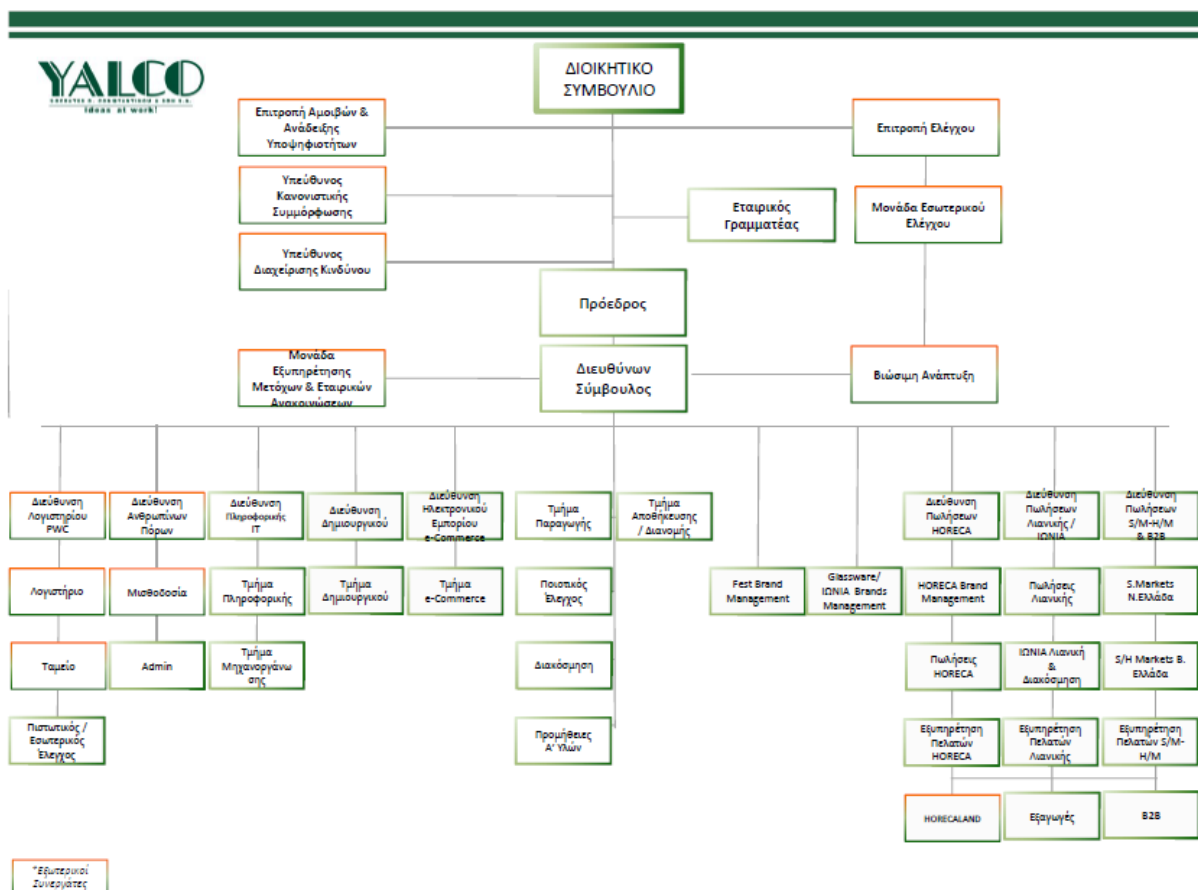 YALCO
SOCRATES D. CONSTANTINOU & SON S.A.
Ideas at work!
ΔΙΟΙΚΗΤΙΚΟ
ΣΥΜΒΟΥΛΙΟ
Επιτροπή Αμοιβών &
Ανάδειξης
Υποψηφιοτήτων
Επιτροπή Ελέγχου
Υπεύθυνος
Κανονιστικής
Συμμόρφωσης
Εταιρικός
Γραμματέας
Μονάδα Εσωτερικού
Ελέγχου
Υπεύθυνος
Διαχείρισης Κινδύνου
Πρόεδρος
Μονάδα
Εξυπηρέτησης
Μετόχων & Εταιρικών
Ανακοινώσεων
Διευθύνων
Σύμβουλος
Βιώσιμη Ανάπτυξη
Διεύθυνση
Λογιστηρίου
PWC
Διεύθυνση
Ανθρωπίνων
Πόρων
Διεύθυνση
Πληροφορικής
IT
Διεύθυνση
Δημιουργικού
Διεύθυνση
Ηλεκτρονικού
Εμπορίου
e-Commerce
Τμήμα
Παραγωγής
Τμήμα
Αποθήκευσης
/ Διανομής
Διεύθυνση
Πωλήσεων
HORECA
Διεύθυνση
Πωλήσεων
Λιανικής /
ΙΩΝΙΑ
Διεύθυνση
Πωλήσεων
S/M-H/M
& B2B
Λογιστήριο
Μισθοδοσία
Τμήμα
Πληροφορικής
Τμήμα
Δημιουργικού
Τμήμα
e-Commerce
Ποιοτικός
Έλεγχος
Fest Brand
Management
Glassware/
ΙΩΝΙΑ Brands
Management
HORECA Brand
Management
Πωλήσεις
Λιανικής
S.Markets
Ν.Ελλάδα
Ταμείο
Admin
Τμήμα
Μηχανοργάνω
σης
Διακόσμηση
Πωλήσεις
HORECA
ΙΩΝΙΑ Λιανική
&
Διακόσμηση
S/H Markets Β.
Ελλάδα
Πιστωτικός /
Εσωτερικός
Έλεγχος
Προμήθειες
Α' Υλών
Εξυπηρέτηση
Πελατών
HORECA
Εξυπηρέτηση
Πελατών
Λιανικής
Εξυπηρέτηση
Πελατών S/M-
H/M
HORECALAND
Εξαγωγές
B2B
*Εξωτερικοί
Συνεργάτες